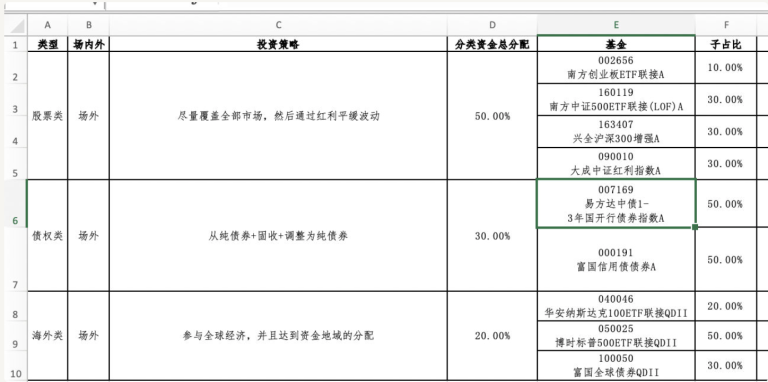 A B C D E F
1 类型 场内外 投资策略 分类资金总分配 基金 子占比
2 002656 10.00%
南方创业板ETF联接A
3 160119 30.00%
南方中证500ETF联接(LOF)A
股票类 场外 尽量覆盖全部市场，然后通过红利平缓波动 50.00%
4 163407 30.00%
兴全沪深300增强A
5 090010 30.00%
大成中证红利指数A
6 007169 50.00%
易方达中债1-
3年国开行债券指数A
债权类 场外 从纯债券+固收+调整为纯债券 30.00%
7 000191 50.00%
富国信用债债券A
8 040046 20.00%
华安纳斯达克100ETF联接QDII
9 050025 50.00%
海外类 场外 参与全球经济，并且达到资金地域的分配 20.00%
博时标普500ETF联接QDII
10 100050 30.00%
富国全球债券QDII